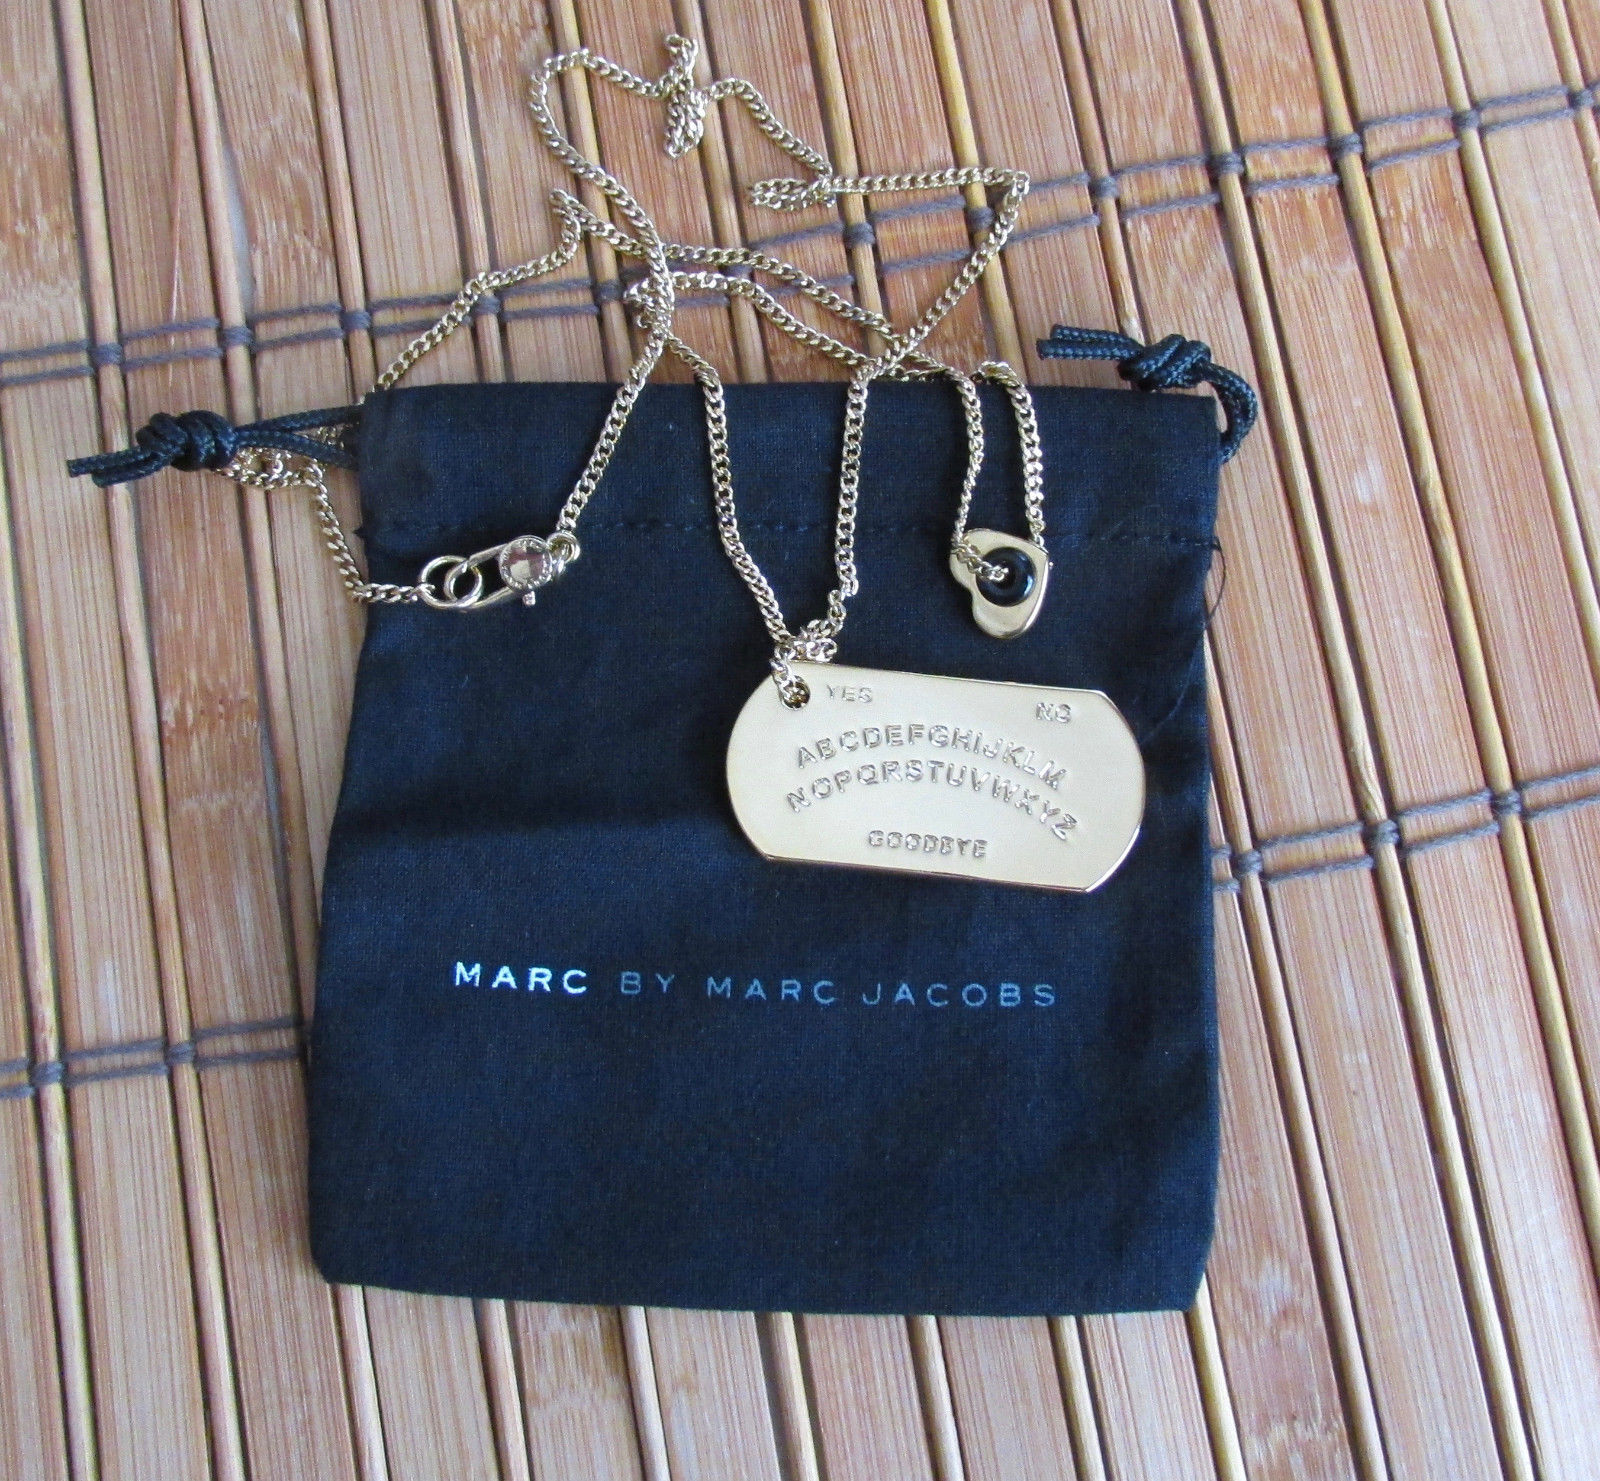 YES
NO
ABCDEFGHIJKLM
NOPQRSTUVWXYZ
GOODBYE
MARC BY MARC JACOBS